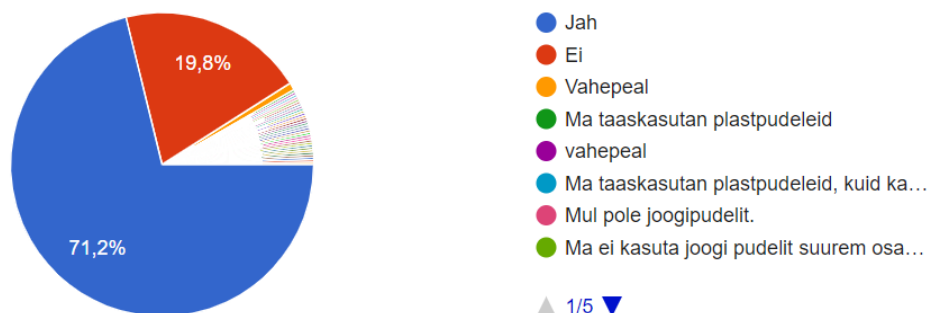 19,8%
71,2%
Jah
Ei
Vahepeal
Ma taaskasutan plastpudeleid
vahepeal
Ma taaskasutan plastpudeleid, kuid ka…
Mul pole joogipudelit.
Ma ei kasuta joogi pudelit suurem osa…
1/5